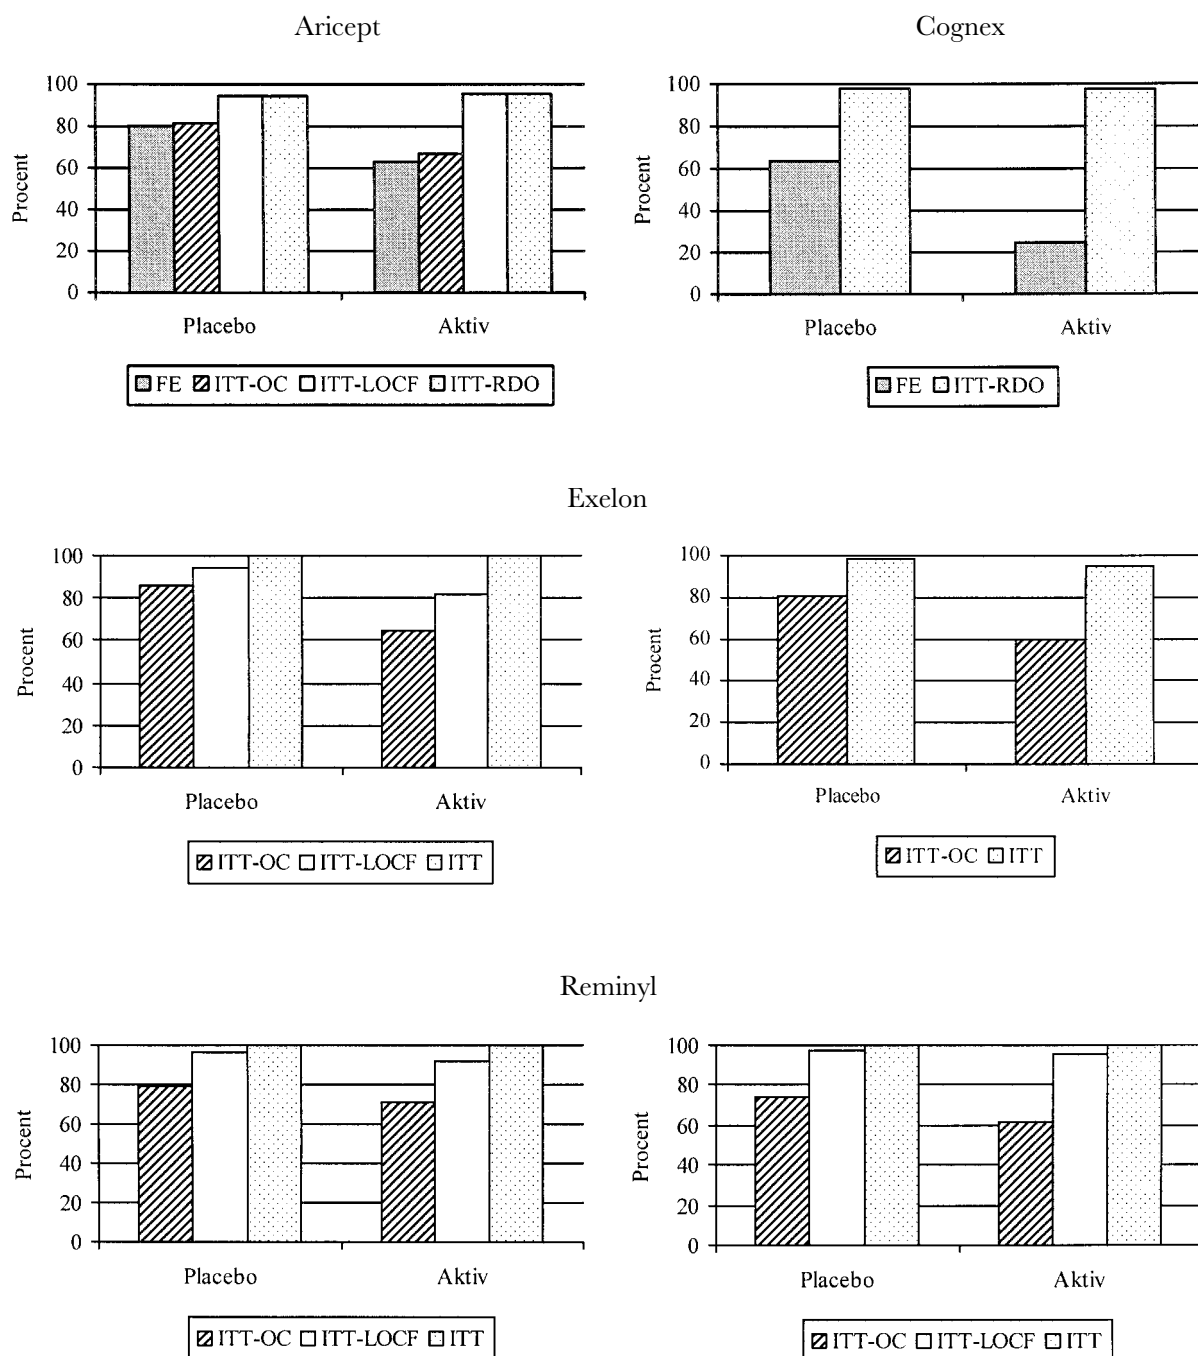 Aricept
Procent
100
80
60
40
20
0
Placebo Aktiv
FE ITT-OC ITT-LOCF ITT-RDO
Cognex
Procent
100
80
60
40
20
0
Placebo Aktiv
FE ITT-RDO
Exelon
Procent
100
80
60
40
20
0
Placebo Aktiv
ITT-OC ITT-LOCF ITT
Procent
100
80
60
40
20
0
Placebo Aktiv
ITT-OC ITT
Reminyl
Procent
100
80
60
40
20
0
Placebo Aktiv
ITT-OC ITT-LOCF ITT
Procent
100
80
60
40
20
0
Placebo Aktiv
ITT-OC ITT-LOCF ITT